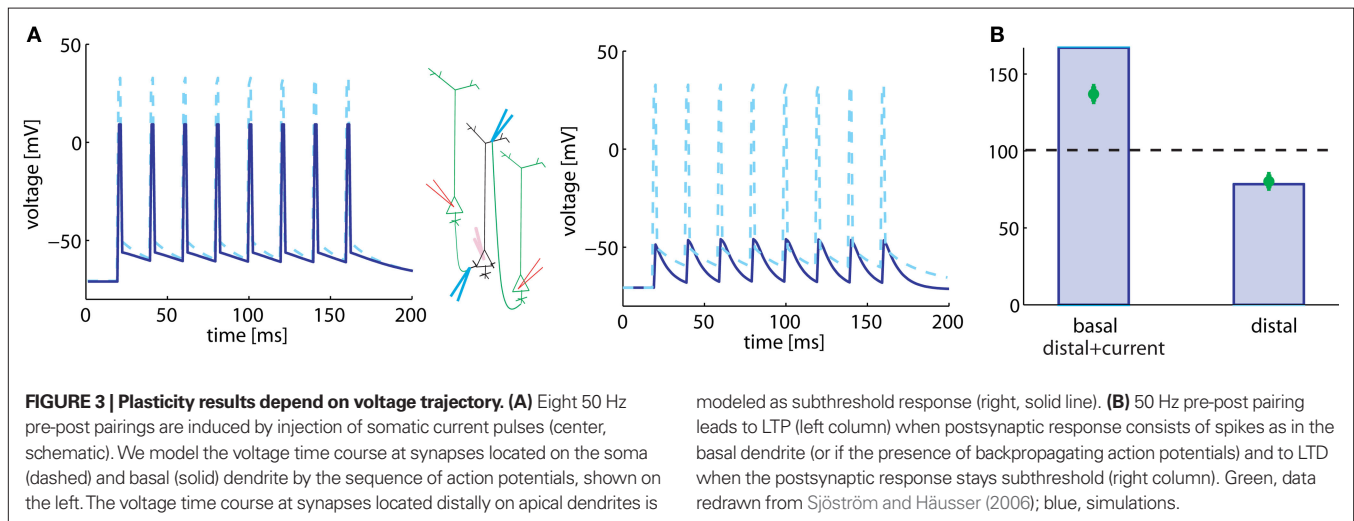 A
50
0
−50
voltage [mV]
0
50
100
150
200
time [ms]
50
0
−50
voltage [mV]
0
50
100
150
200
time [ms]
B
150
100
50
0
basal
distal+current
distal
FIGURE 3 | Plasticity results depend on voltage trajectory. (A) Eight 50 Hz
pre-post pairings are induced by injection of somatic current pulses (center,
schematic). We model the voltage time course at synapses located on the soma
(dashed) and basal (solid) dendrite by the sequence of action potentials, shown on
the left. The voltage time course at synapses located distally on apical dendrites is
modeled as subthreshold response (right, solid line). (B) 50 Hz pre-post pairing
leads to LTP (left column) when postsynaptic response consists of spikes as in the
basal dendrite (or if the presence of backpropagating action potentials) and to LTD
when the postsynaptic response stays subthreshold (right column). Green, data
redrawn from Sjöström and Häusser (2006); blue, simulations.